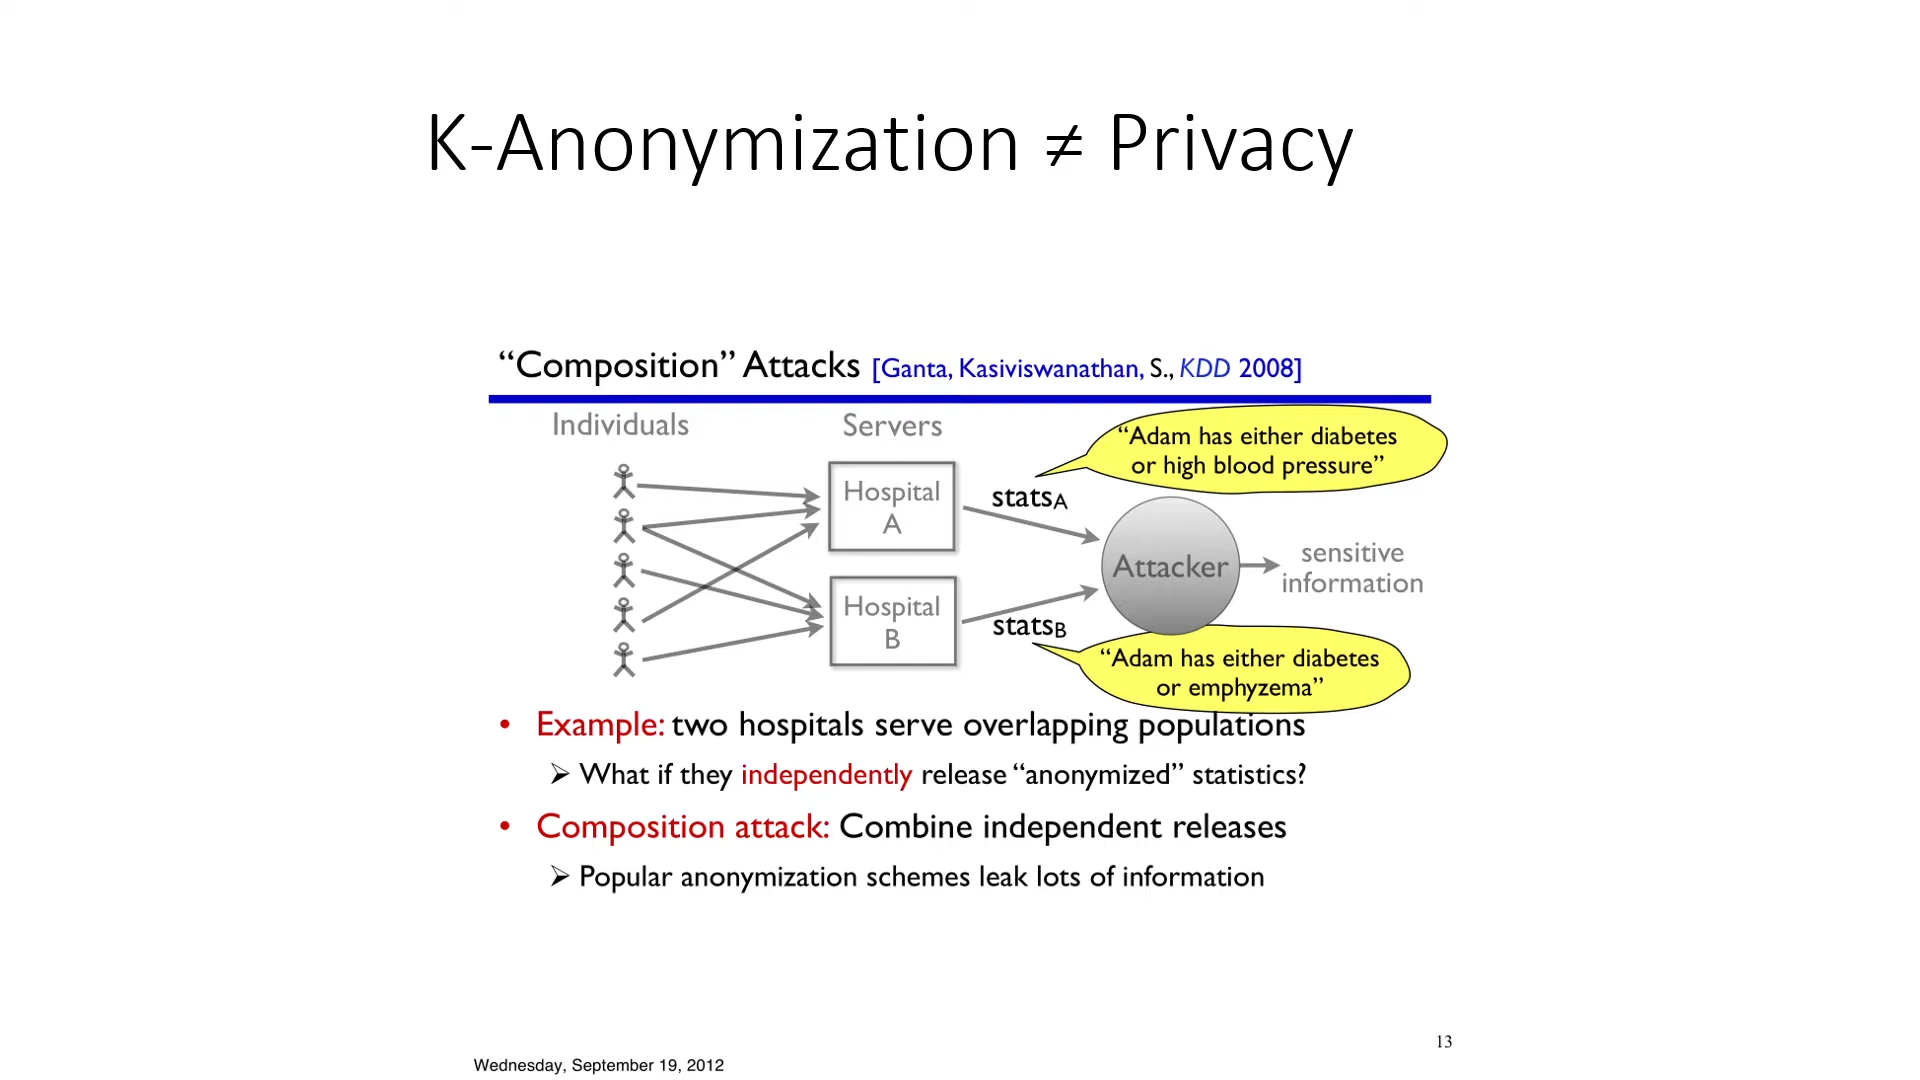 K-Anonymization ≠ Privacy
“Composition” Attacks [Ganta, Kasiviswanathan, S., KDD 2008]
Individuals
Servers
“Adam has either diabetes
or high blood pressure”
Hospital
A
statsA
Attacker
sensitive
information
Hospital
B
statsB
“Adam has either diabetes
or emphyzema”
• Example: two hospitals serve overlapping populations
➢ What if they independently release “anonymized” statistics?
• Composition attack: Combine independent releases
➢ Popular anonymization schemes leak lots of information
13
Wednesday, September 19, 2012